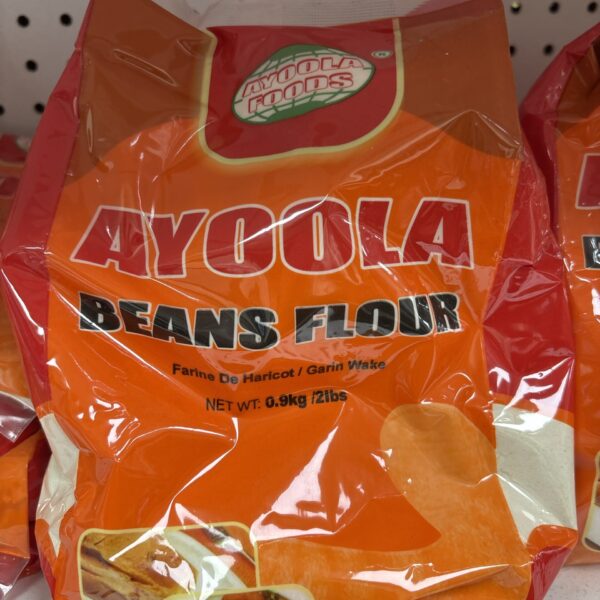 AYOOLA
FOODS
®
AYOOLA
BEANS FLOUR
Farine De Haricot / Garin Wake
NET WT: 0.9kg /2lbs